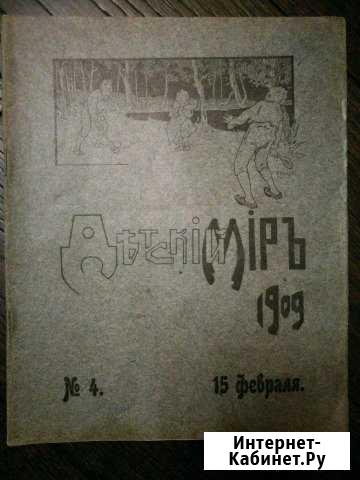 Дѣтскій Міръ
1909
№ 4. 15 февраля.
Интернет-
Кабинет.Ру